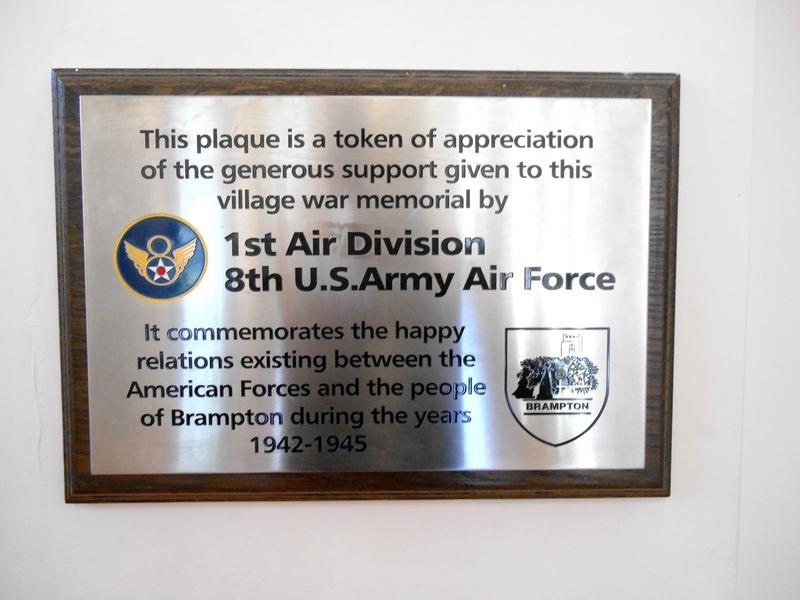 This plaque is a token of appreciation
of the generous support given to this
village war memorial by
1st Air Division
8th U.S.Army Air Force
It commemorates the happy
relations existing between the
American Forces and the people
of Brampton during the years
1942-1945
BRAMPTON